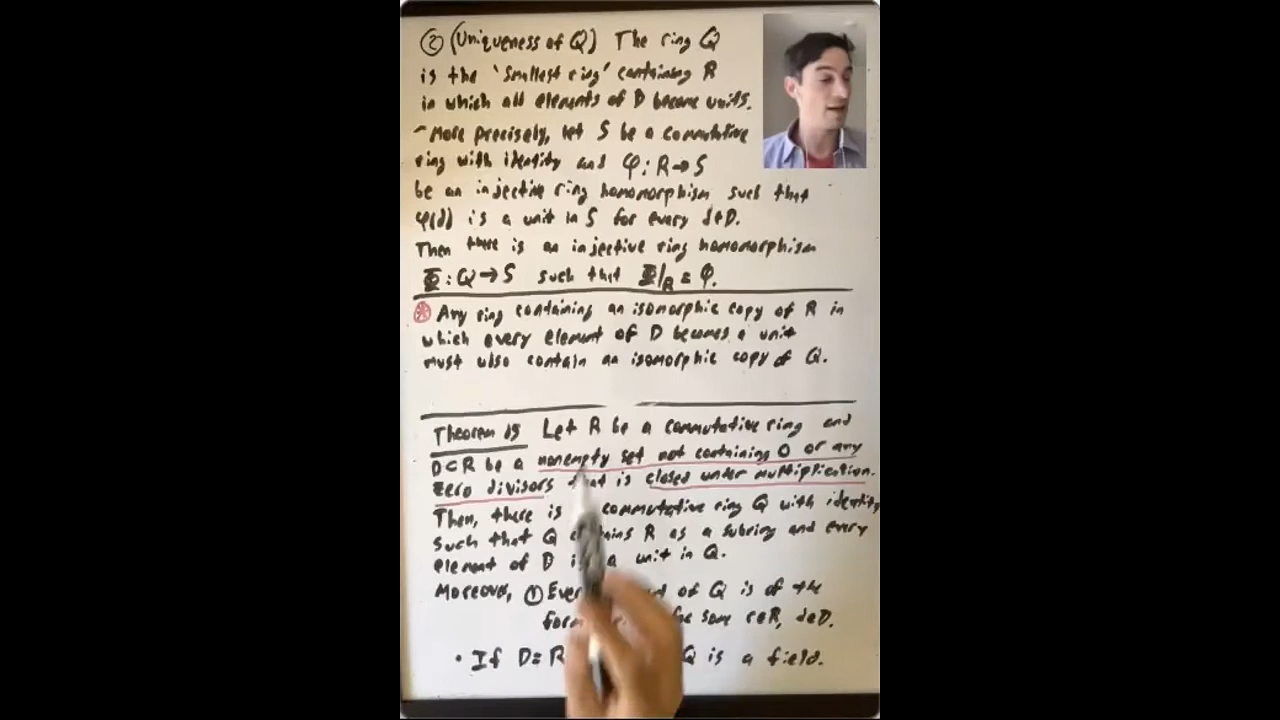 ② (Uniqueness of Q) The ring Q
is the 'smallest ring' containing R
in which all elements of D become units.
- More precisely, let S be a commutative
ring with identity and φ: R→S
be an injective ring homomorphism such that
φ(d) is a unit in S for every d∈D.
Then there is an injective ring homomorphism
Φ: Q→S such that Φ|R = φ.
⊛ Any ring containing an isomorphic copy of R in
which every element of D becomes a unit
must also contain an isomorphic copy of Q.
Theorem 15 Let R be a commutative ring and
D⊂R be a nonempty set not containing 0 or any
zero divisors that is closed under multiplication.
Then, there is commutative ring Q with identity
such that Q contains R as a subring and every
element of D is a unit in Q.
Moreover, ① Every of Q is of the
form some r∈R, d∈D.
• If D=R Q is a field.